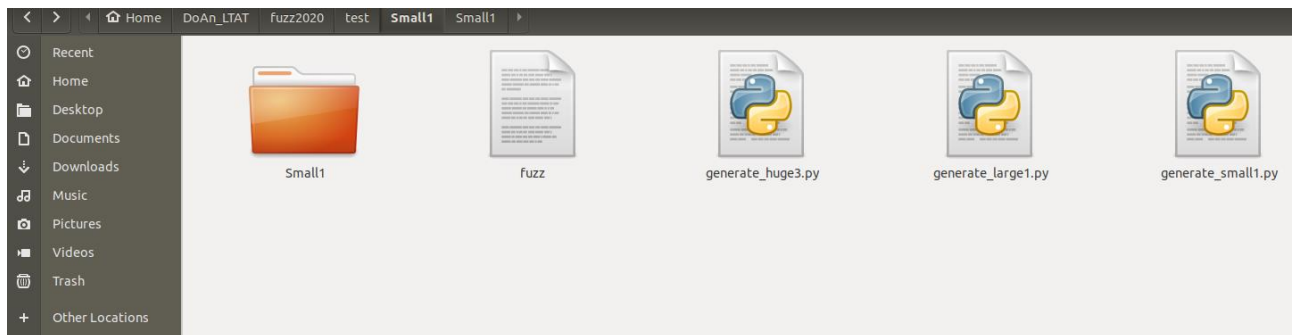 Home DoAn_LTAT fuzz2020 test Small1 Small1
Recent
Home
Desktop
Documents
Downloads
Music
Pictures
Videos
Trash
Other Locations
Small1 fuzz generate_huge3.py generate_large1.py generate_small1.py